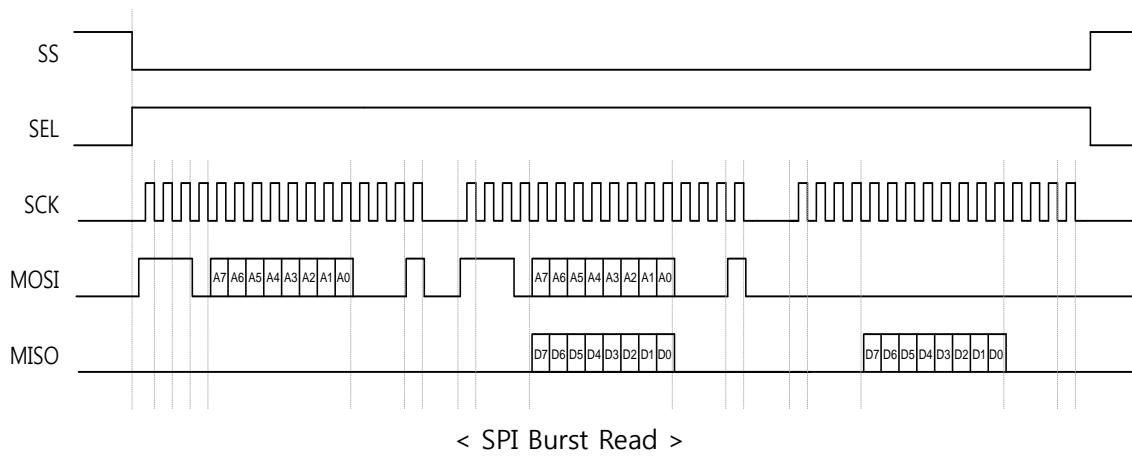 SS
SEL
SCK
MOSI A7 A6 A5 A4 A3 A2 A1 A0 A7 A6 A5 A4 A3 A2 A1 A0
MISO D7 D6 D5 D4 D3 D2 D1 D0 D7 D6 D5 D4 D3 D2 D1 D0
< SPI Burst Read >